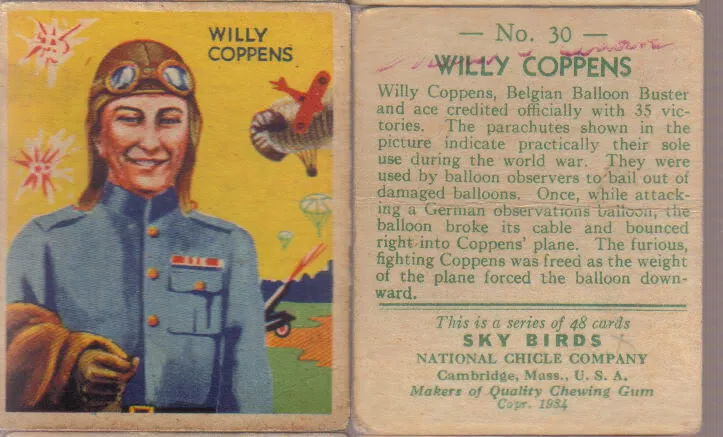 WILLY
COPPENS
— No. 30 —
WILLY COPPENS
Willy Coppens, Belgian Balloon Buster
and ace credited officially with 35 vic-
tories. The parachutes shown in the
picture indicate practically their sole
use during the world war. They were
used by balloon observers to bail out of
damaged balloons. Once, while attack-
ing a German observations balloon, the
balloon broke its cable and bounced
right into Coppens' plane. The furious,
fighting Coppens was freed as the weight
of the plane forced the balloon down-
ward.
This is a series of 48 cards
SKY BIRDS
NATIONAL CHICLE COMPANY
Cambridge, Mass., U. S. A.
Makers of Quality Chewing Gum
Copr. 1934